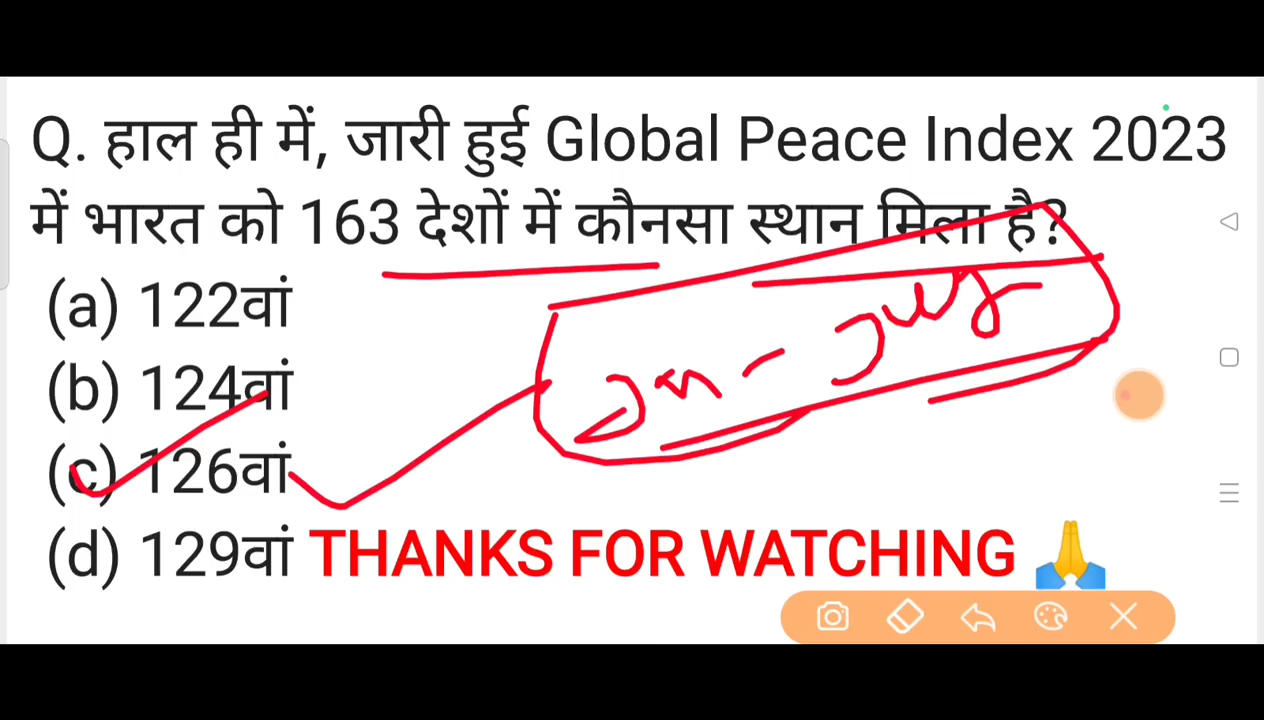 Q. हाल ही में, जारी हुई Global Peace Index 2023
में भारत को 163 देशों में कौनसा स्थान मिला है?
(a) 122वां
(b) 124वां
(c) 126वां
(d) 129वां THANKS FOR WATCHING 🙏